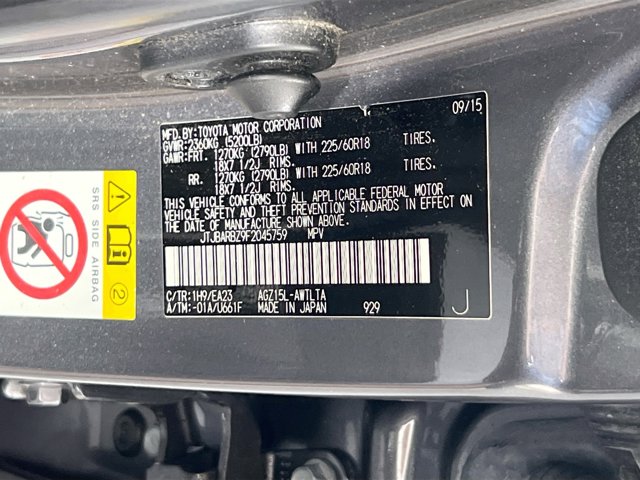 09/15
MFD.BY:TOYOTA MOTOR CORPORATION
GVWR:2360KG (5200LB)
GAWR:FRT. 1270KG (2790LB) WITH 225/60R18 TIRES.
18X7 1/2J RIMS.
RR. 1270KG (2790LB) WITH 225/60R18 TIRES.
18X7 1/2J RIMS.
THIS VEHICLE CONFORMS TO ALL APPLICABLE FEDERAL MOTOR
VEHICLE SAFETY AND THEFT PREVENTION STANDARDS IN EFFECT ON
THE DATE OF MANUFACTURE SHOWN ABOVE.
JTJBARBZ9F2045759 MPV
C/TR:1H9/EA23 AGZ15L-AWTLTA
A/TM:-01A/U661F MADE IN JAPAN 929
J
SRS SIDE AIRBAG
2